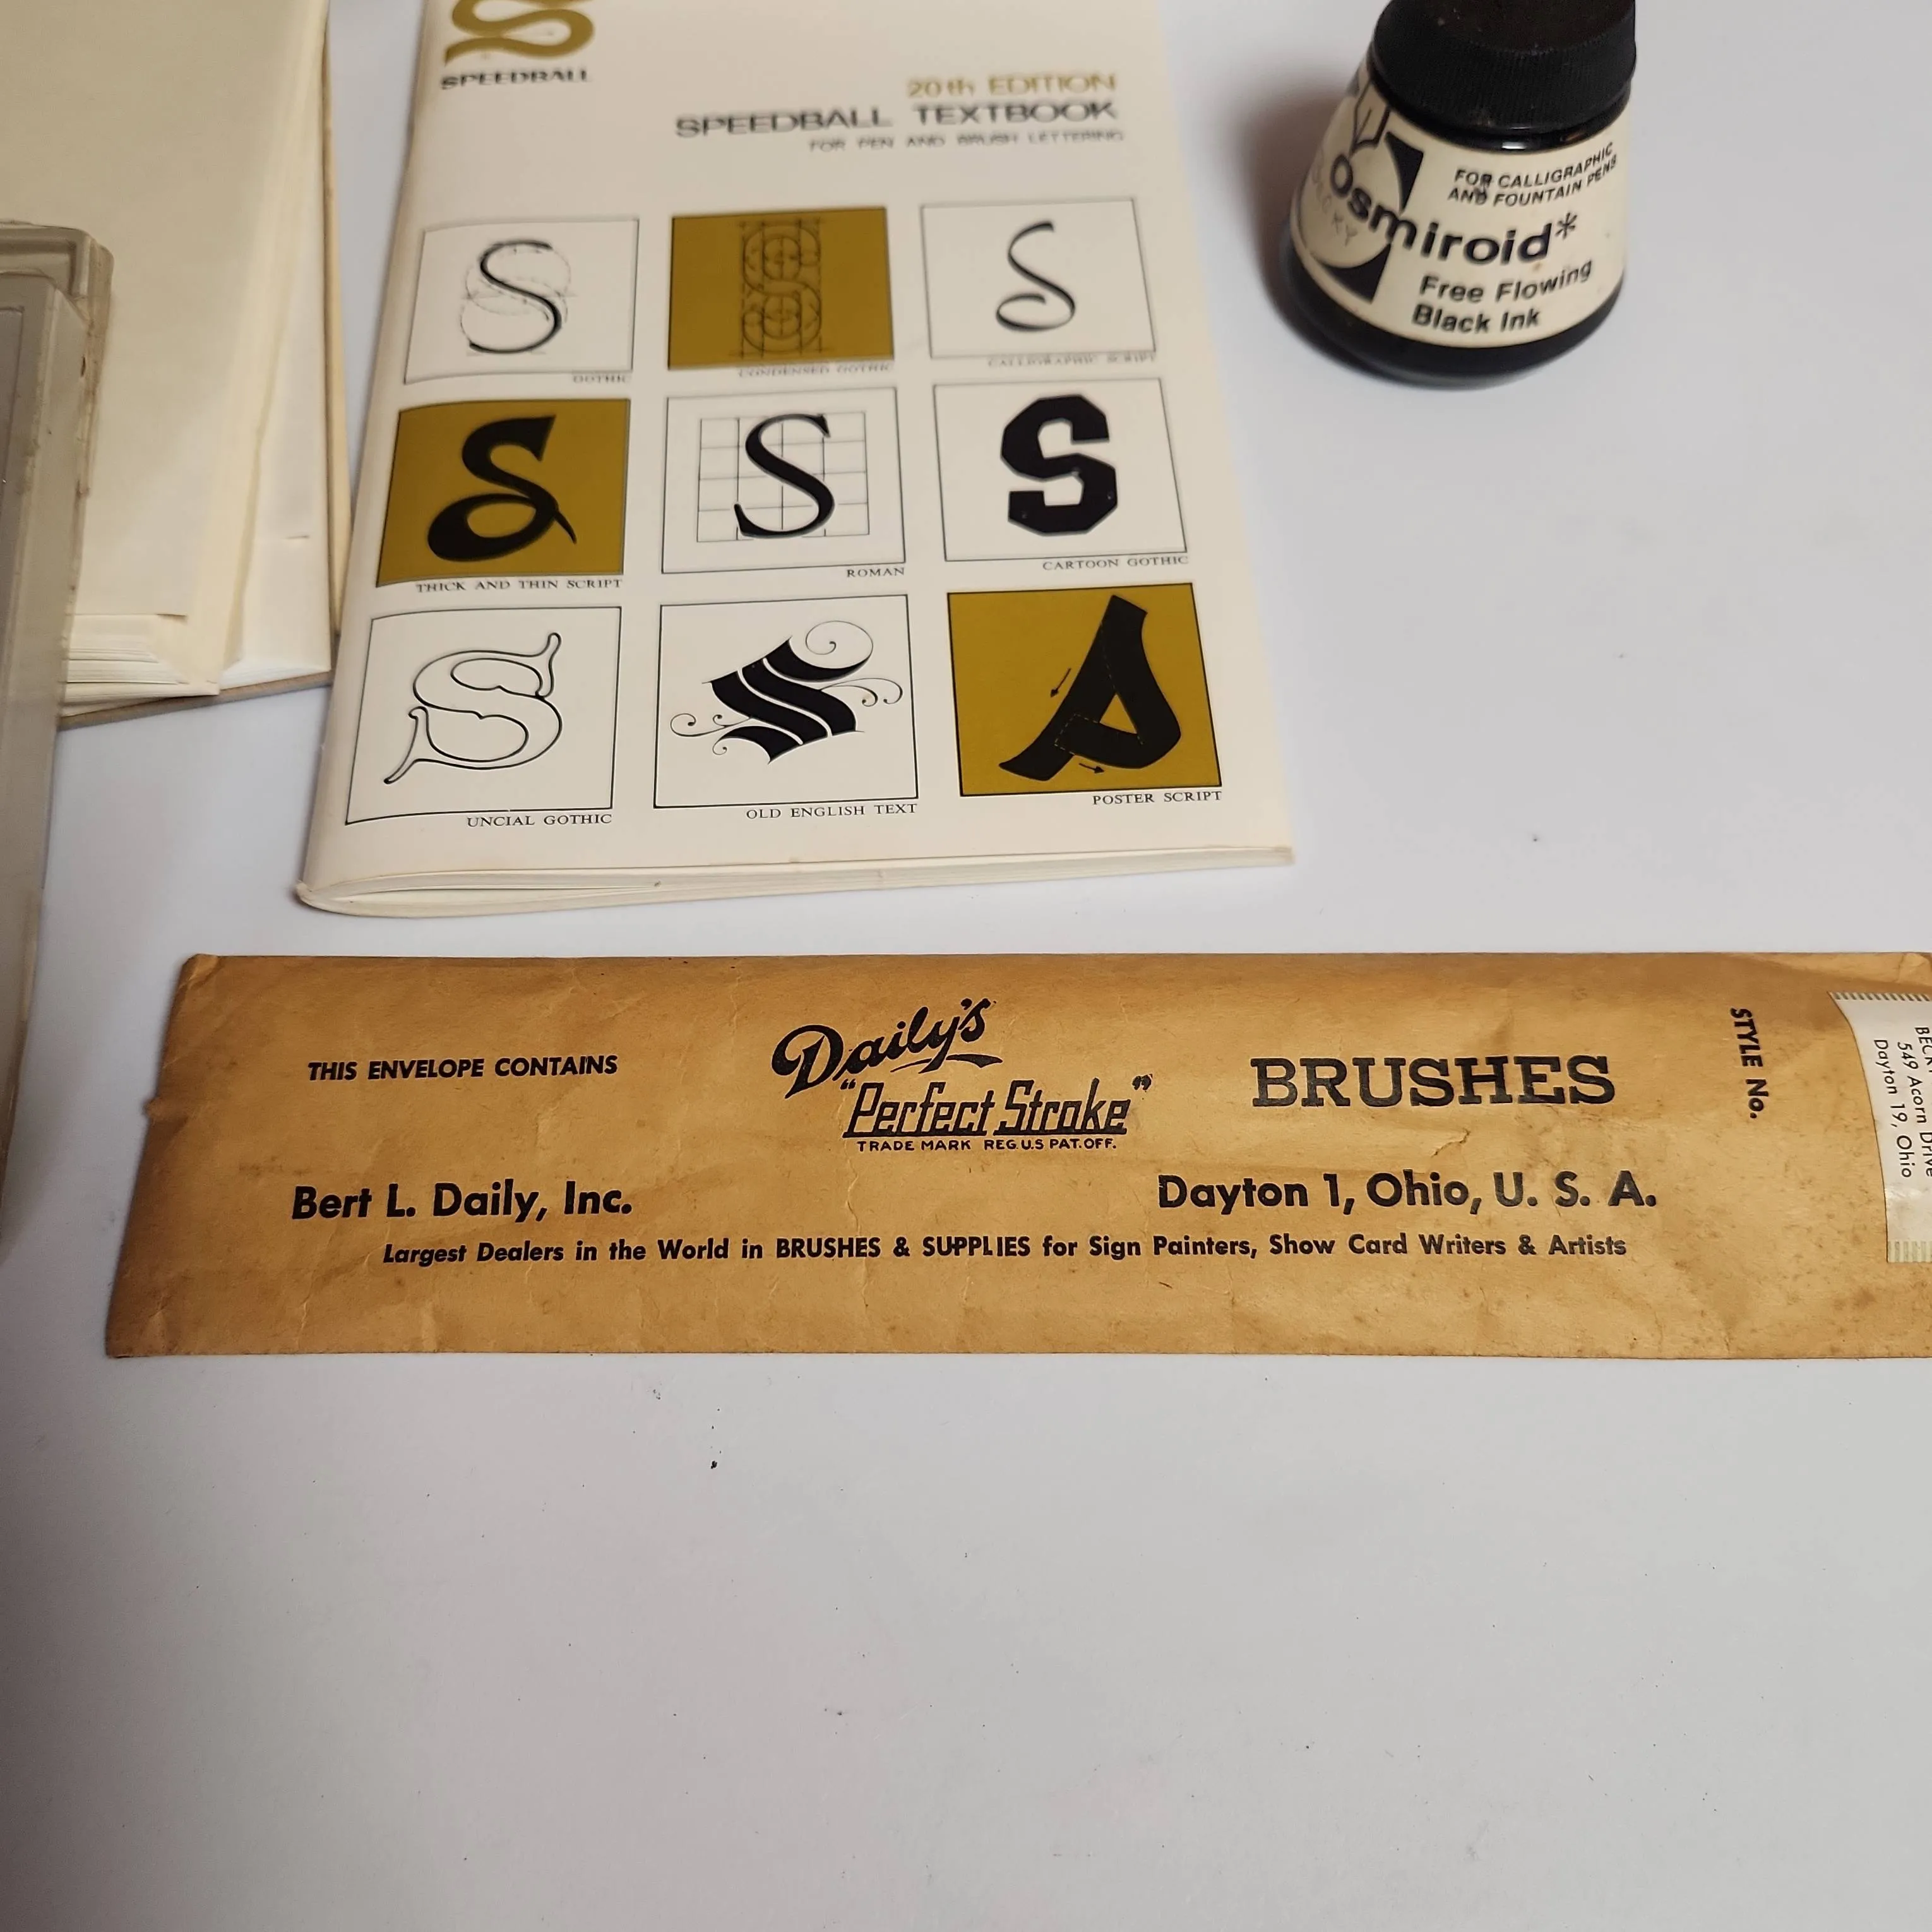 SPEEDBALL
20th EDITION
SPEEDBALL TEXTBOOK
FOR PEN AND BRUSH LETTERING
S
GOTHIC
S
CONDENSED GOTHIC
S
CALLIGRAPHIC SCRIPT
S
THICK AND THIN SCRIPT
S
ROMAN
S
CARTOON GOTHIC
S
UNCIAL GOTHIC
S
OLD ENGLISH TEXT
S
POSTER SCRIPT
FOR CALLIGRAPHIC
AND FOUNTAIN PENS
Osmiroid*
Free Flowing
Black Ink
THIS ENVELOPE CONTAINS
Daily's
"Perfect Stroke"
TRADE MARK REG. U.S PAT. OFF.
BRUSHES
STYLE No.
Bert L. Daily, Inc.
Dayton 1, Ohio, U. S. A.
Largest Dealers in the World in BRUSHES & SUPPLIES for Sign Painters, Show Card Writers & Artists
549 Acorn Drive
Dayton 19, Ohio